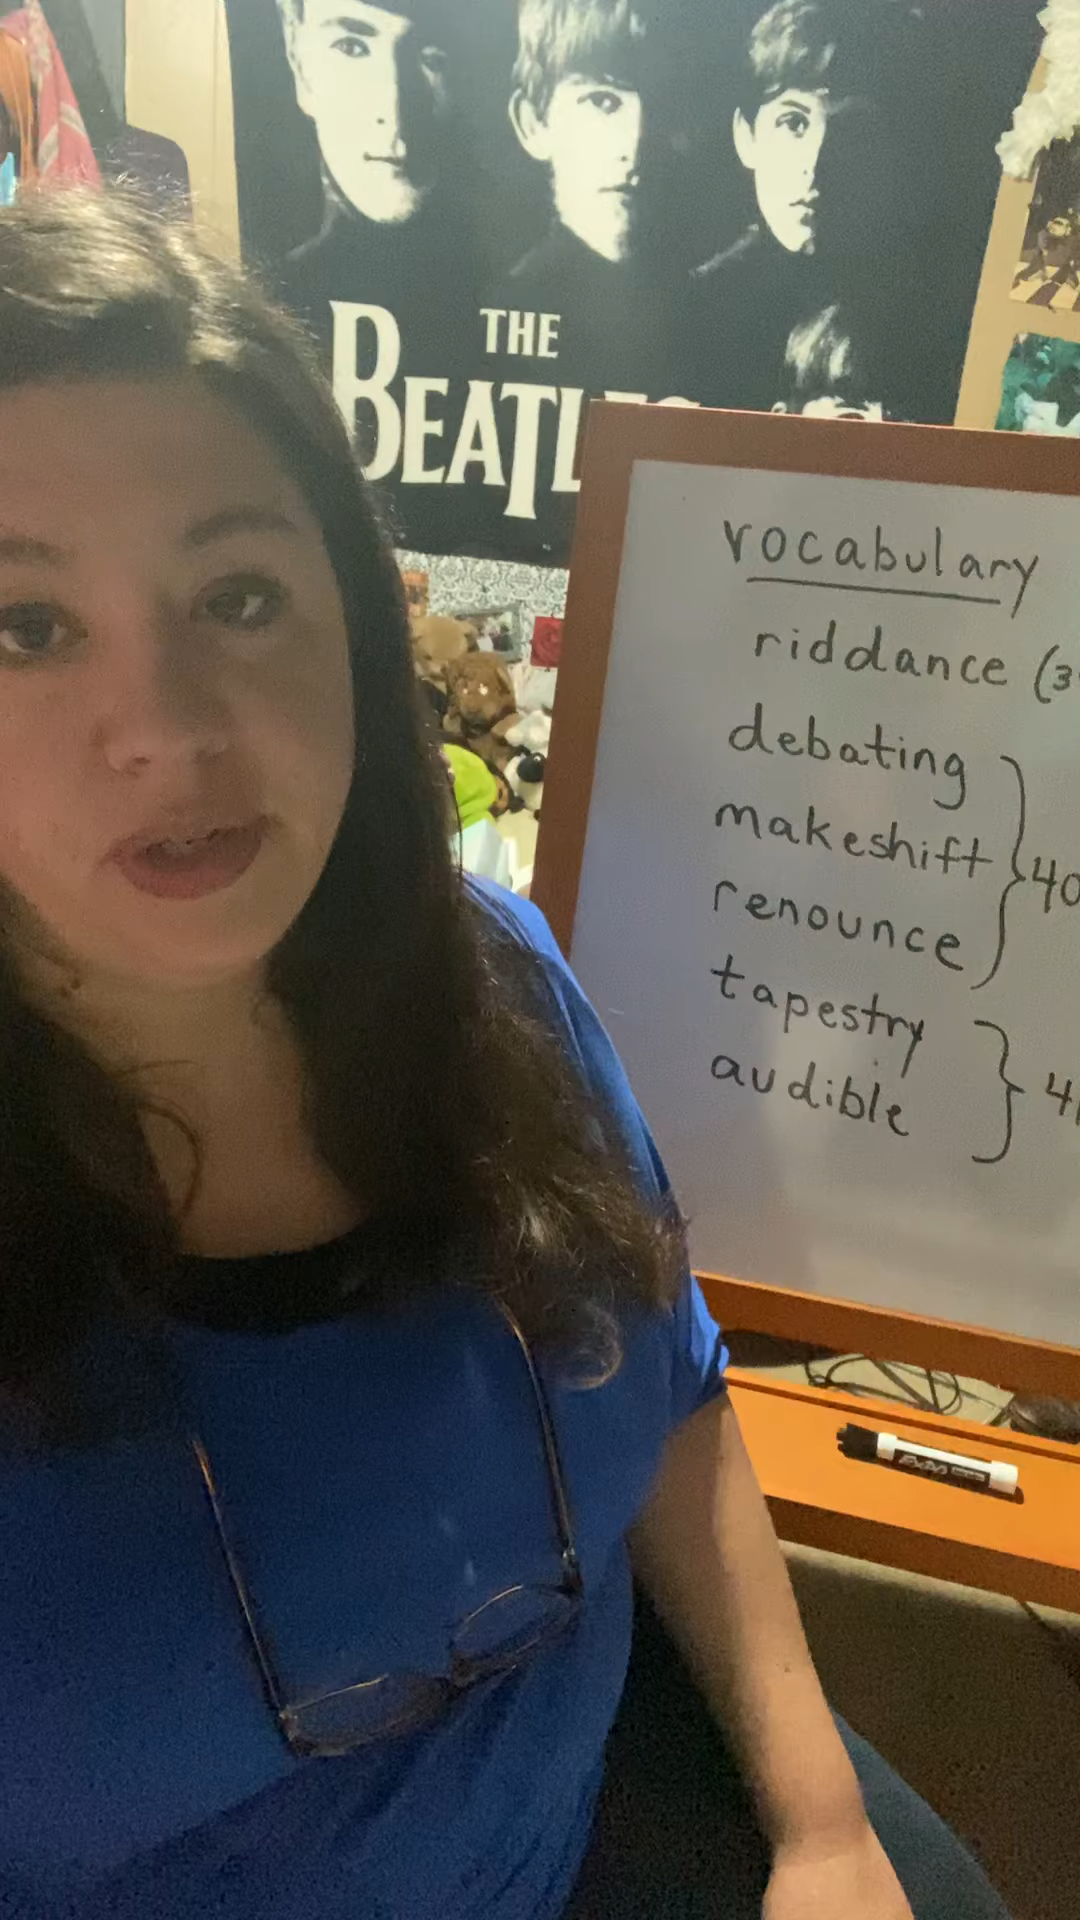 THE
BEATL
vocabulary
riddance (3
debating
makeshift
40
renounce
tapestry
audible
4